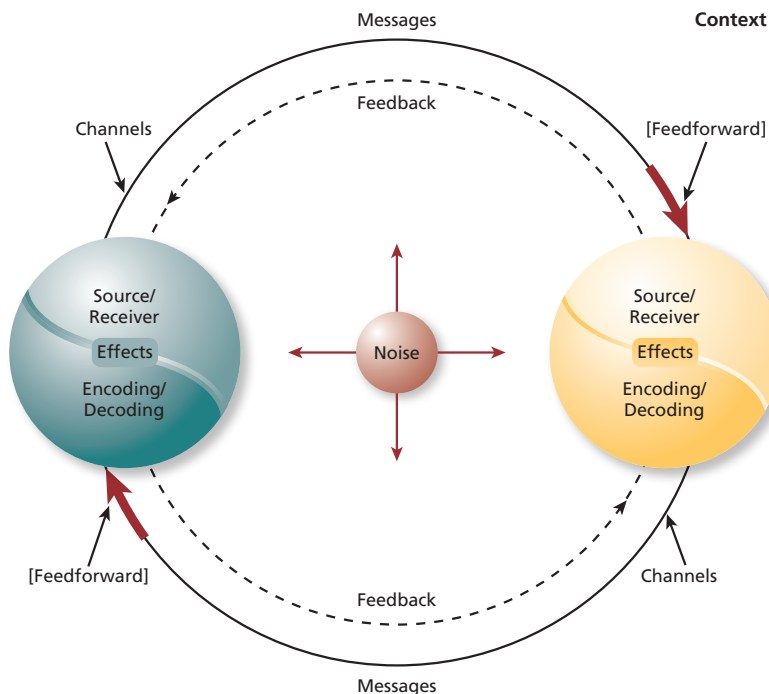 Messages
Context
Feedback
Channels
[Feedforward]
Source/
Receiver
Effects
Encoding/
Decoding
Noise
Source/
Receiver
Effects
Encoding/
Decoding
[Feedforward]
Channels
Feedback
Messages